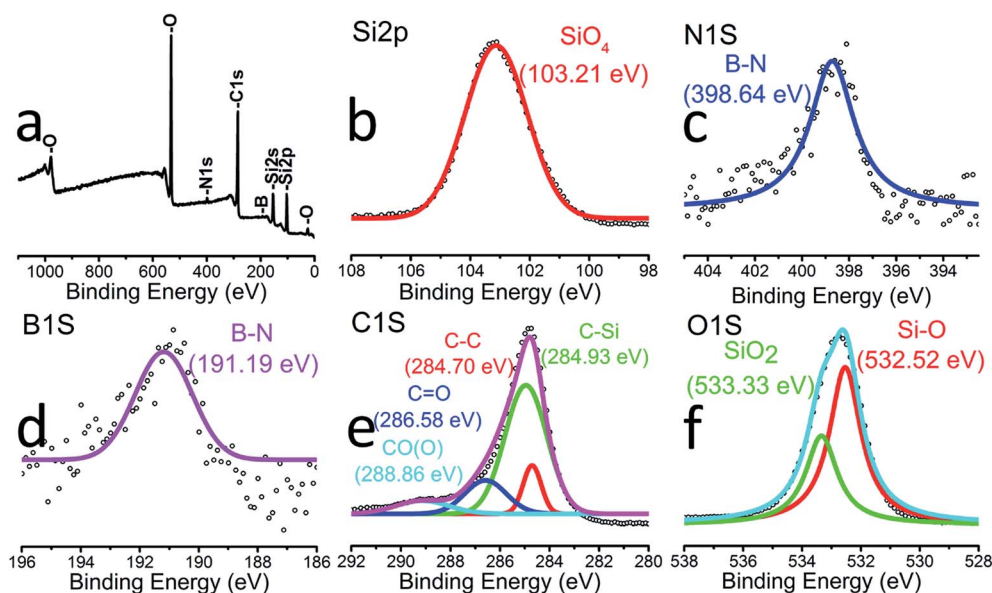 a
O
O
N1s
C1s
B
Si2s
Si2p
O
1000 800 600 400 200 0
Binding Energy (eV)
Si2p
SiO₄
(103.21 eV)
b
108 106 104 102 100 98
Binding Energy (eV)
N1S
B-N
(398.64 eV)
c
404 402 400 398 396 394
Binding Energy (eV)
B1S
B-N
(191.19 eV)
d
196 194 192 190 188 186
Binding Energy (eV)
C1S
C-C
(284.70 eV)
C-Si
(284.93 eV)
C=O
(286.58 eV)
CO(O)
(288.86 eV)
e
292 290 288 286 284 282 280
Binding Energy (eV)
O1S
Si-O
(532.52 eV)
SiO₂
(533.33 eV)
f
538 536 534 532 530 528
Binding Energy (eV)